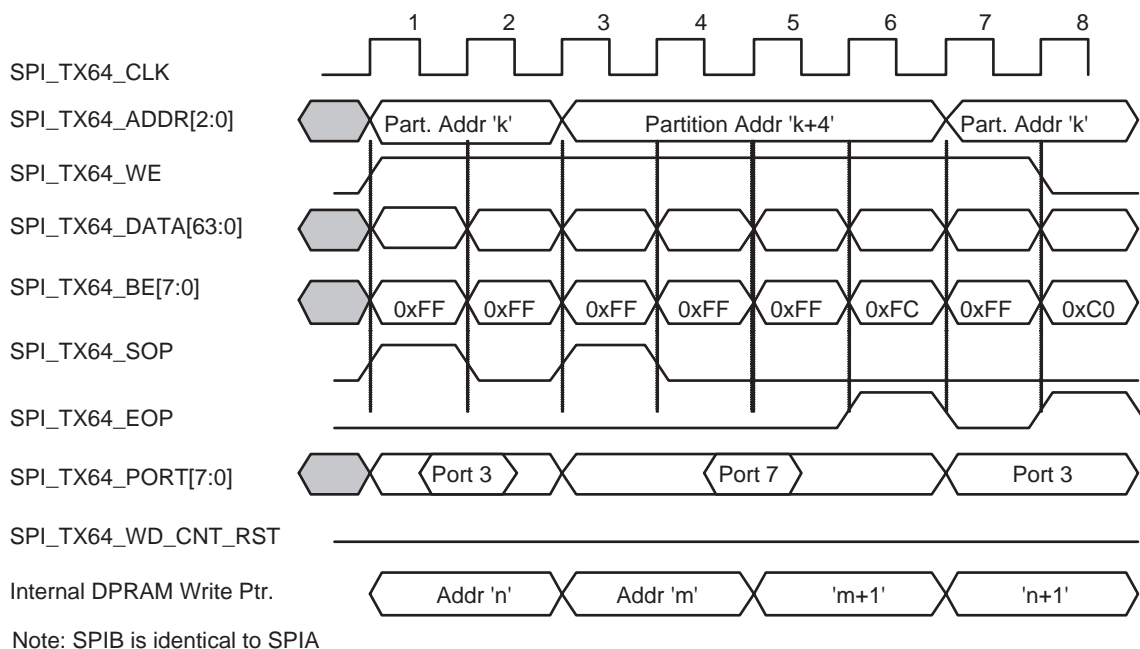 1 2 3 4 5 6 7 8
SPI_TX64_CLK
SPI_TX64_ADDR[2:0] Part. Addr 'k' Partition Addr 'k+4' Part. Addr 'k'
SPI_TX64_WE
SPI_TX64_DATA[63:0]
SPI_TX64_BE[7:0] 0xFF 0xFF 0xFF 0xFF 0xFF 0xFC 0xFF 0xC0
SPI_TX64_SOP
SPI_TX64_EOP
SPI_TX64_PORT[7:0] Port 3 Port 7 Port 3
SPI_TX64_WD_CNT_RST
Internal DPRAM Write Ptr. Addr 'n' Addr 'm' 'm+1' 'n+1'
Note: SPIB is identical to SPIA